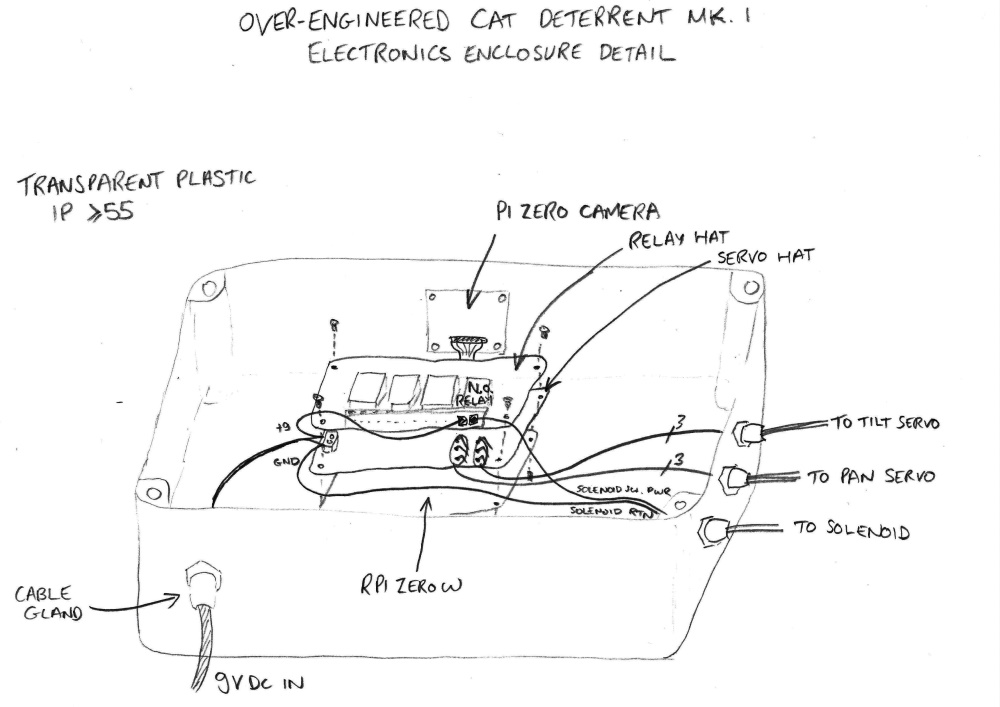 OVER-ENGINEERED CAT DETERRENT MK. I
ELECTRONICS ENCLOSURE DETAIL
TRANSPARENT PLASTIC
IP ≥55
PI ZERO CAMERA
RELAY HAT
SERVO HAT
N.O.
RELAY
+9
GND
3
TO TILT SERVO
3
TO PAN SERVO
SOLENOID SW. PWR
SOLENOID RTN
TO SOLENOID
RPI ZERO W
CABLE
GLAND
9V DC IN